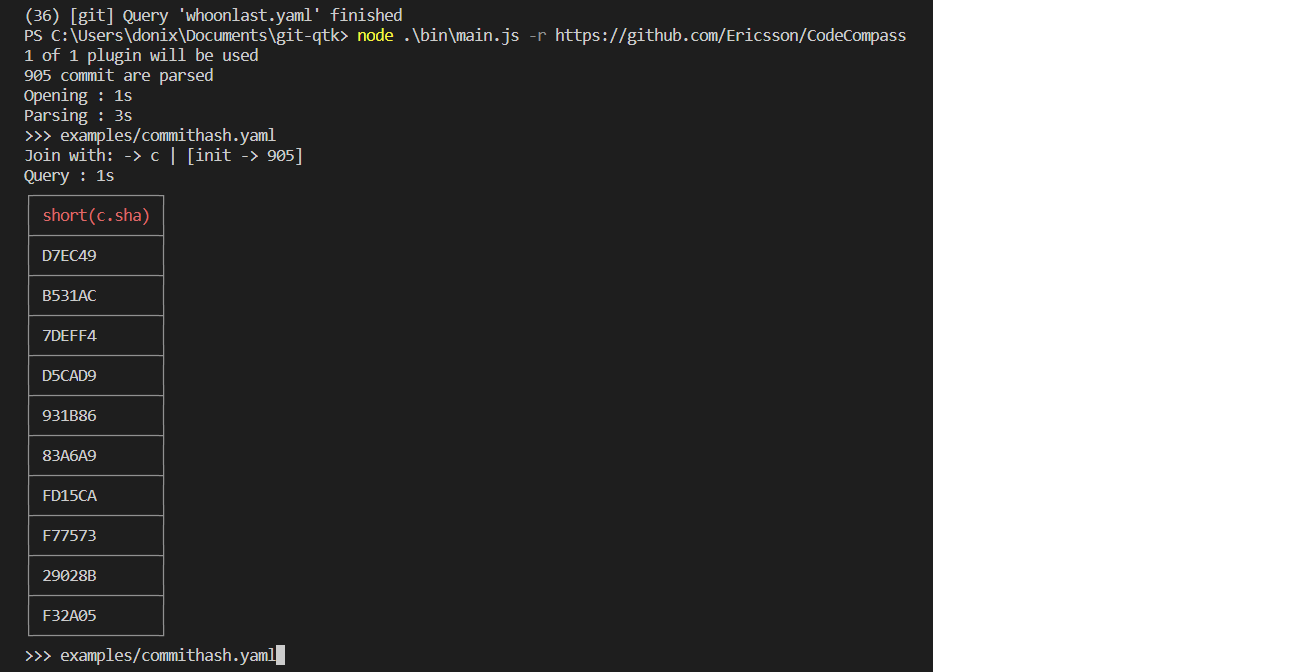 (36) [git] Query 'whoonlast.yaml' finished
PS C:\Users\donix\Documents\git-qtk> node .\bin\main.js -r https://github.com/Ericsson/CodeCompass
1 of 1 plugin will be used
905 commit are parsed
Opening : 1s
Parsing : 3s
>>> examples/commithash.yaml
Join with: -> c | [init -> 905]
Query : 1s
short(c.sha)
D7EC49
B531AC
7DEFF4
D5CAD9
931B86
83A6A9
FD15CA
F77573
29028B
F32A05
>>> examples/commithash.yaml